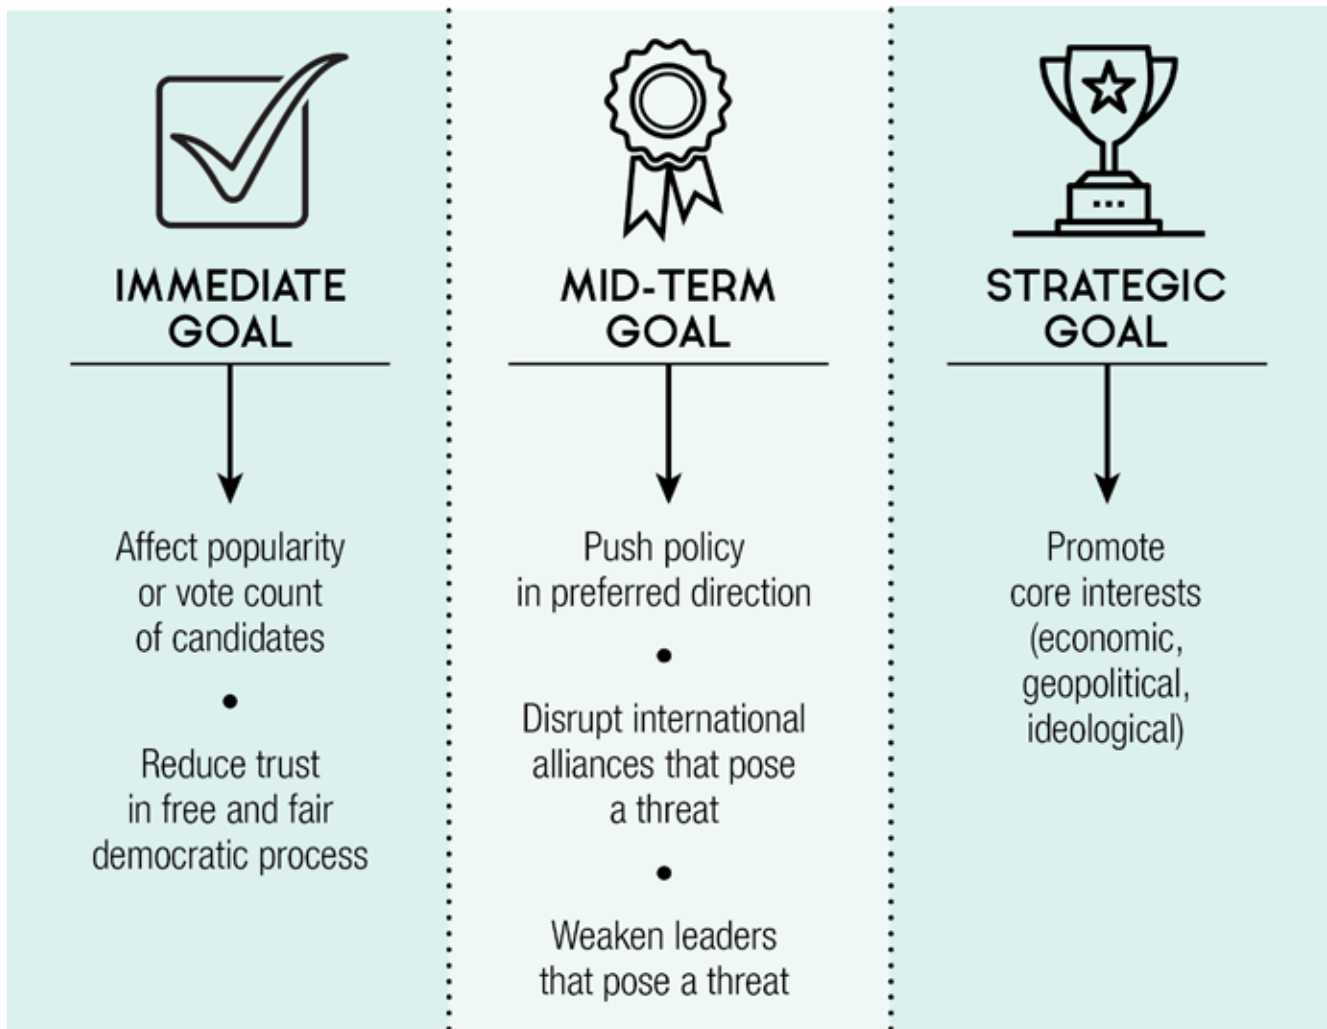 IMMEDIATE
GOAL
Affect popularity
or vote count
of candidates
•
Reduce trust
in free and fair
democratic process
MID-TERM
GOAL
Push policy
in preferred direction
•
Disrupt international
alliances that pose
a threat
•
Weaken leaders
that pose a threat
STRATEGIC
GOAL
Promote
core interests
(economic,
geopolitical,
ideological)